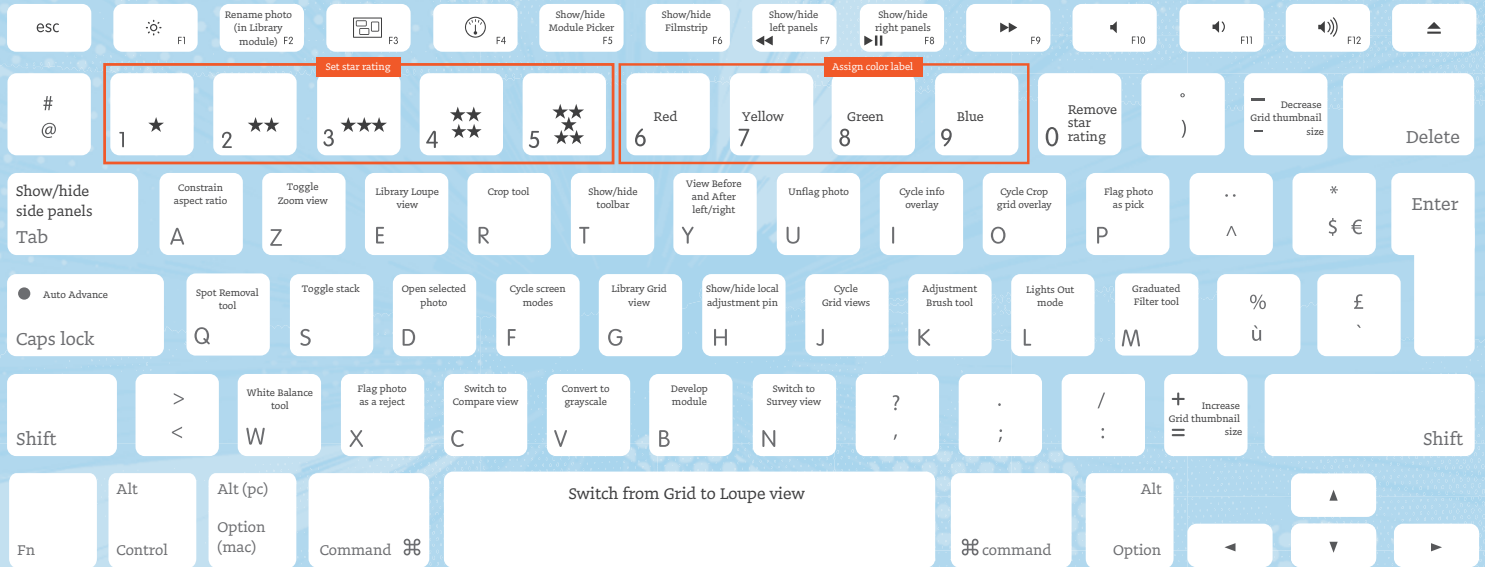 esc
F1
Rename photo
(in Library
module) F2
F3
F4
Show/hide
Module Picker
F5
Show/hide
Filmstrip
F6
Show/hide
left panels
F7
Show/hide
right panels
F8
F9
F10
F11
F12
Set star rating
Assign color label
#
@
1 ★
2 ★★
3 ★★★
4 ★★★★
5 ★★★★★
Red
6
Yellow
7
Green
8
Blue
9
Remove
star
0 rating
°
)
— Decrease
Grid thumbnail
– size
Delete
Show/hide
side panels
Tab
Constrain
aspect ratio
A
Toggle
Zoom view
Z
Library Loupe
view
E
Crop tool
R
Show/hide
toolbar
T
View Before
and After
left/right
Y
Unflag photo
U
Cycle info
overlay
I
Cycle Crop
grid overlay
O
Flag photo
as pick
P
¨
^
*
$ €
Enter
Auto Advance
Caps lock
Spot Removal
tool
Q
Toggle stack
S
Open selected
photo
D
Cycle screen
modes
F
Library Grid
view
G
Show/hide local
adjustment pin
H
Cycle
Grid views
J
Adjustment
Brush tool
K
Lights Out
mode
L
Graduated
Filter tool
M
%
ù
£
`
Shift
>
<
White Balance
tool
W
Flag photo
as a reject
X
Switch to
Compare view
C
Convert to
grayscale
V
Develop
module
B
Switch to
Survey view
N
?
,
.
;
/
:
+ Increase
Grid thumbnail
= size
Shift
Fn
Alt
Control
Alt (pc)
Option
(mac)
Command ⌘
Switch from Grid to Loupe view
⌘ command
Alt
Option